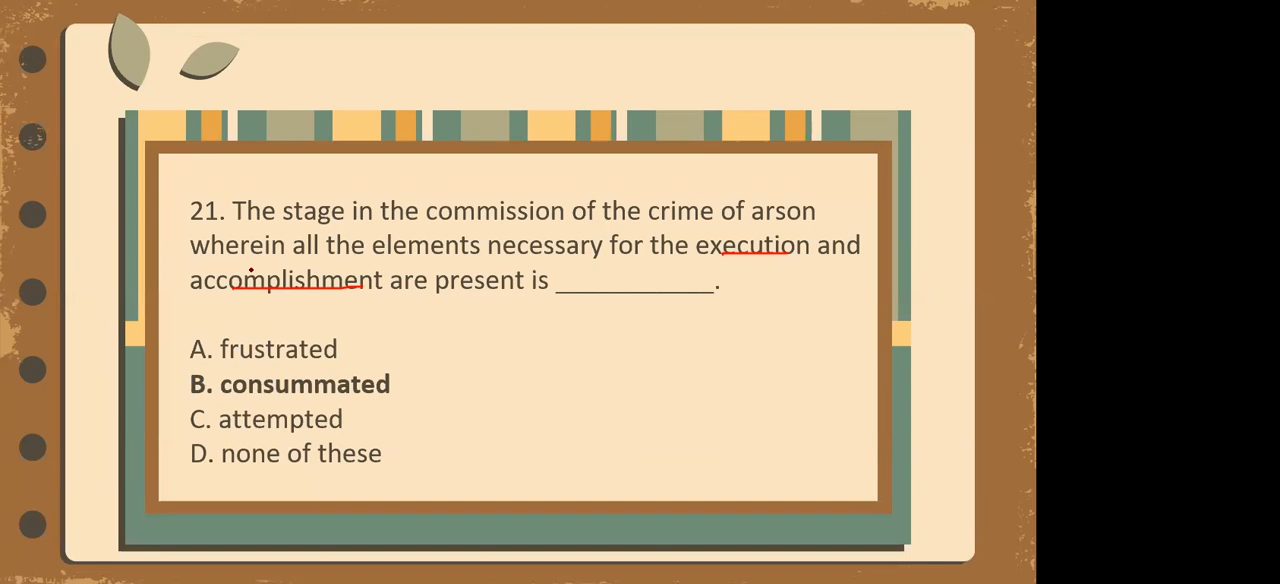 21. The stage in the commission of the crime of arson
wherein all the elements necessary for the execution and
accomplishment are present is ____________.
A. frustrated
B. consummated
C. attempted
D. none of these